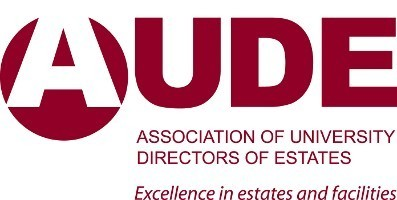 AUDE
ASSOCIATION OF UNIVERSITY
DIRECTORS OF ESTATES
Excellence in estates and facilities